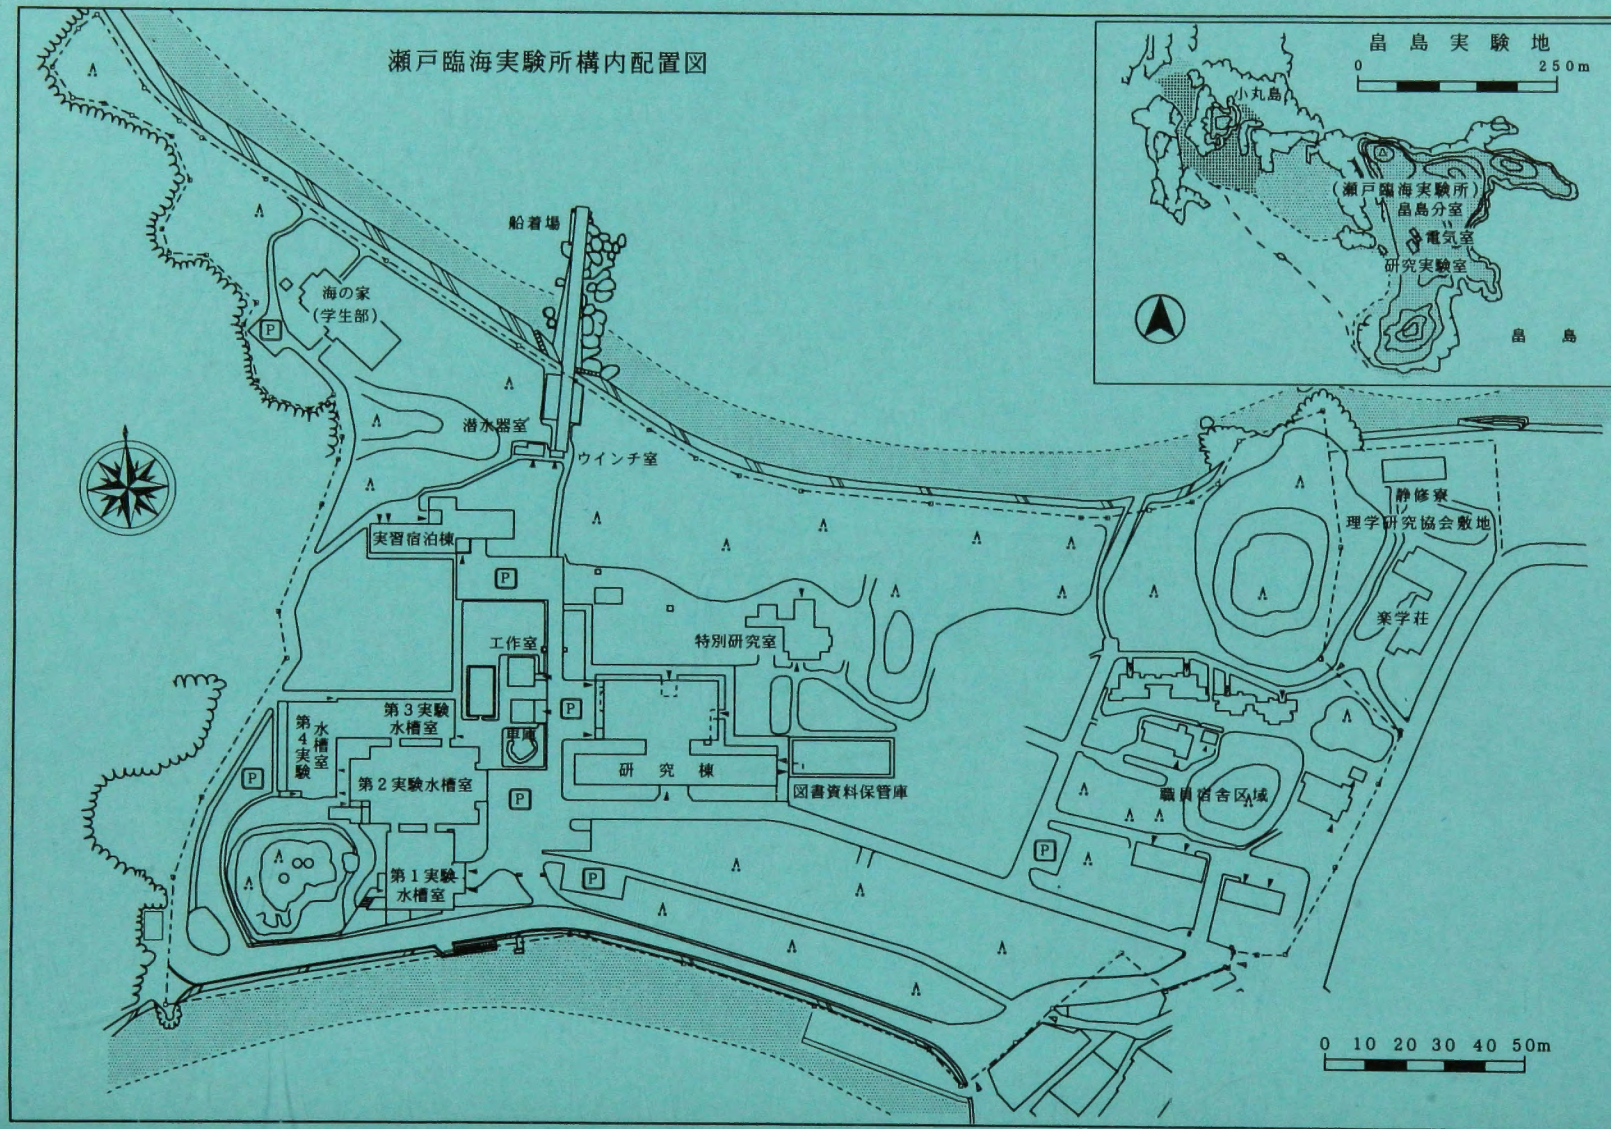 瀬戸臨海実験所構内配置図
畠島実験地
0 250m
小丸島
(瀬戸臨海実験所)
畠島分室
電気室
研究実験室
畠島
船着場
海の家
(学生部)
P
潜水器室
ウインチ室
実習宿泊棟
P
静修寮
理学研究協会敷地
楽学荘
工作室
特別研究室
第3実験
水槽室
第4実験
水槽室
車庫
P
研究棟
P
第2実験水槽室
P
図書資料保管庫
職員宿舎区域
第1実験
水槽室
P
P
0 10 20 30 40 50m